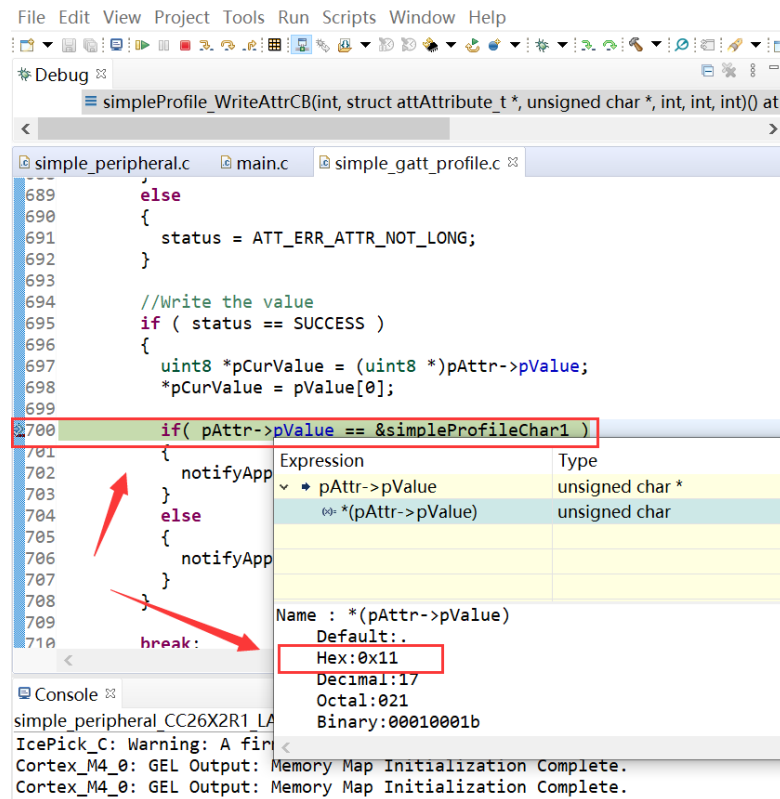 File Edit View Project Tools Run Scripts Window Help
Debug
simpleProfile_WriteAttrCB(int, struct attAttribute_t *, unsigned char *, int, int, int)() at
simple_peripheral.c main.c simple_gatt_profile.c
689 else
690 {
691 status = ATT_ERR_ATTR_NOT_LONG;
692 }
693
694 //Write the value
695 if ( status == SUCCESS )
696 {
697 uint8 *pCurValue = (uint8 *)pAttr->pValue;
698 *pCurValue = pValue[0];
699
700 if( pAttr->pValue == &simpleProfileChar1 )
701 {
702 notifyApp
703 }
704 else
705 {
706 notifyApp
707 }
708 }
709
710 break;
Expression Type
pAttr->pValue unsigned char *
(x)= *(pAttr->pValue) unsigned char
Name : *(pAttr->pValue)
Default:.
Hex:0x11
Decimal:17
Octal:021
Binary:00010001b
Console
simple_peripheral_CC26X2R1_LA
IcePick_C: Warning: A fir
Cortex_M4_0: GEL Output: Memory Map Initialization Complete.
Cortex_M4_0: GEL Output: Memory Map Initialization Complete.